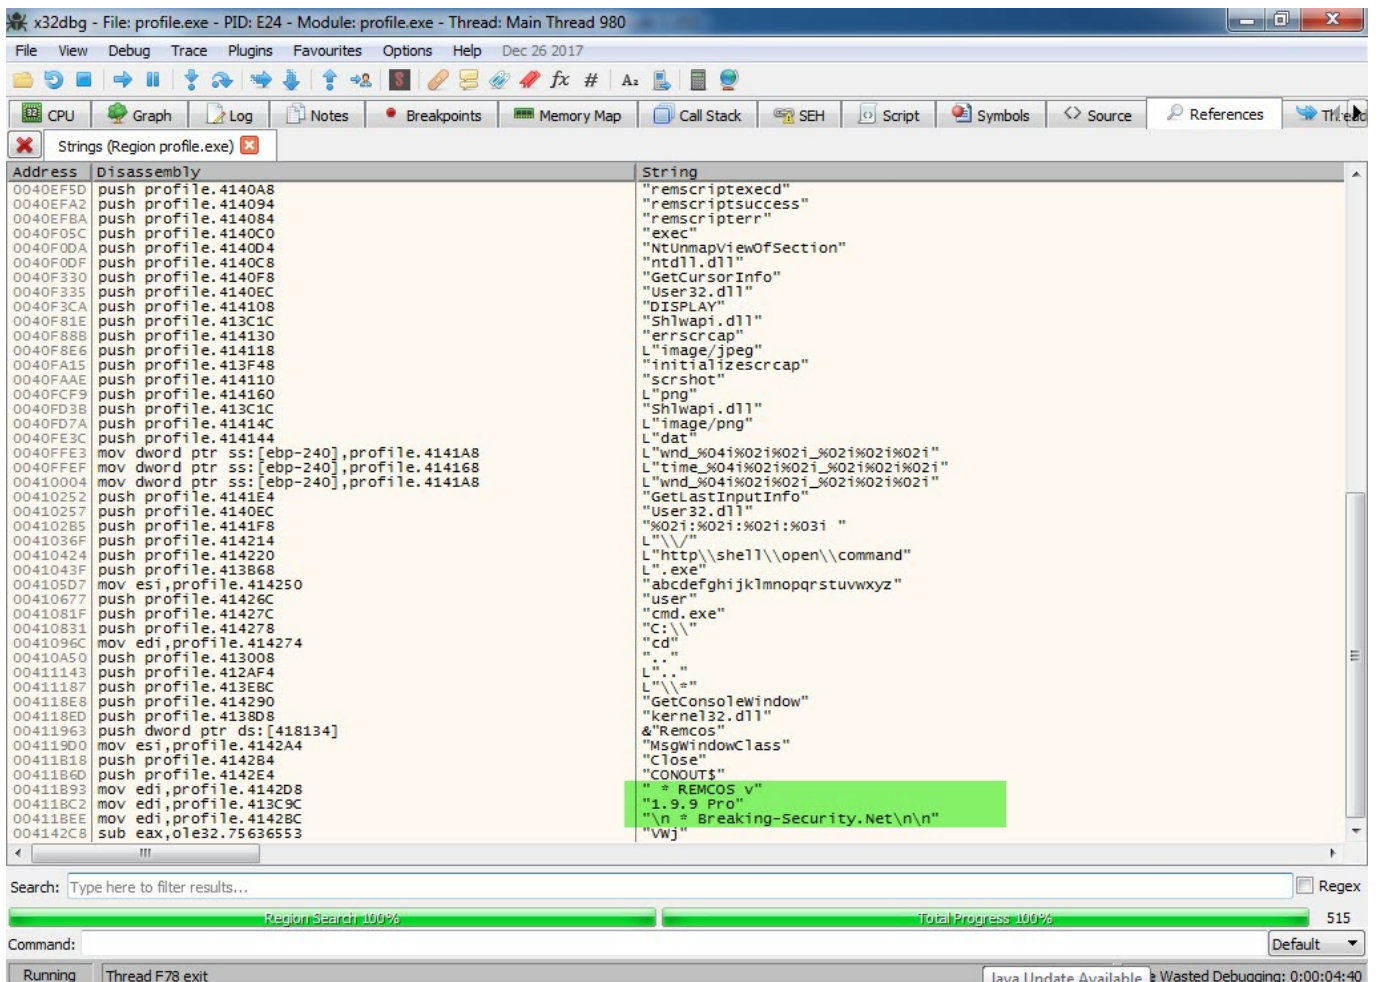 x32dbg - File: profile.exe - PID: E24 - Module: profile.exe - Thread: Main Thread 980
File View Debug Trace Plugins Favourites Options Help Dec 26 2017
CPU Graph Log Notes Breakpoints Memory Map Call Stack SEH Script Symbols Source References
Strings (Region profile.exe)
Address Disassembly String
0040EF5D push profile.4140A8 "remscriptexecd"
0040EFA2 push profile.414094 "remscriptsuccess"
0040EFBA push profile.414084 "remscripterr"
0040F05C push profile.4140C0 "exec"
0040F0DA push profile.4140D4 "NtUnmapViewOfSection"
0040F0DF push profile.4140C8 "ntdll.dll"
0040F330 push profile.4140F8 "GetCursorInfo"
0040F335 push profile.4140EC "User32.dll"
0040F3CA push profile.414108 "DISPLAY"
0040F81E push profile.413C1C "Shlwapi.dll"
0040F88B push profile.414130 "errscrcap"
0040F8E6 push profile.414118 L"image/jpeg"
0040FA15 push profile.413F48 "initializescrcap"
0040FAAE push profile.414110 "scrshot"
0040FCF9 push profile.414160 L"png"
0040FD3B push profile.413C1C "Shlwapi.dll"
0040FD7A push profile.41414C L"image/png"
0040FE3C push profile.414144 L"dat"
0040FFE3 mov dword ptr ss:[ebp-240],profile.4141A8 L"wnd_%04i%02i%02i_%02i%02i%02i"
0040FFEF mov dword ptr ss:[ebp-240],profile.414168 L"time_%04i%02i%02i_%02i%02i%02i"
00410004 mov dword ptr ss:[ebp-240],profile.4141A8 L"wnd_%04i%02i%02i_%02i%02i%02i"
00410252 push profile.4141E4 "GetLastInputInfo"
00410257 push profile.4140EC "User32.dll"
004102B5 push profile.4141F8 "%02i:%02i:%02i:%03i "
0041036F push profile.414214 L"\\/"
00410424 push profile.414220 L"http\\shell\\open\\command"
0041043F push profile.413B68 L".exe"
004105D7 mov esi,profile.414250 "abcdefghijklmnopqrstuvwxyz"
00410677 push profile.41426C "user"
0041081F push profile.41427C "cmd.exe"
00410831 push profile.414278 "C:\\"
0041096C mov edi,profile.414274 "cd"
00410A50 push profile.413008 ".."
00411143 push profile.412AF4 L".."
00411187 push profile.413EBC L"\\*"
004118E8 push profile.414290 "GetConsoleWindow"
004118ED push profile.4138D8 "kernel32.dll"
00411963 push dword ptr ds:[418134] &"Remcos"
004119D0 mov esi,profile.4142A4 "MsgWindowClass"
00411B18 push profile.4142B4 "Close"
00411B6D push profile.4142E4 "CONOUT$"
00411B93 mov edi,profile.4142D8 " * REMCOS v"
00411BC2 mov edi,profile.413C9C "1.9.9 Pro"
00411BEE mov edi,profile.4142BC "\n * Breaking-Security.Net\n\n"
004142C8 sub eax,ole32.75636553 "VWj"
Search: Type here to filter results... Regex
Region Search 100% Total Progress 100% 515
Command: Default
Running Thread F78 exit Java Update Available Wasted Debugging: 0:00:04:40